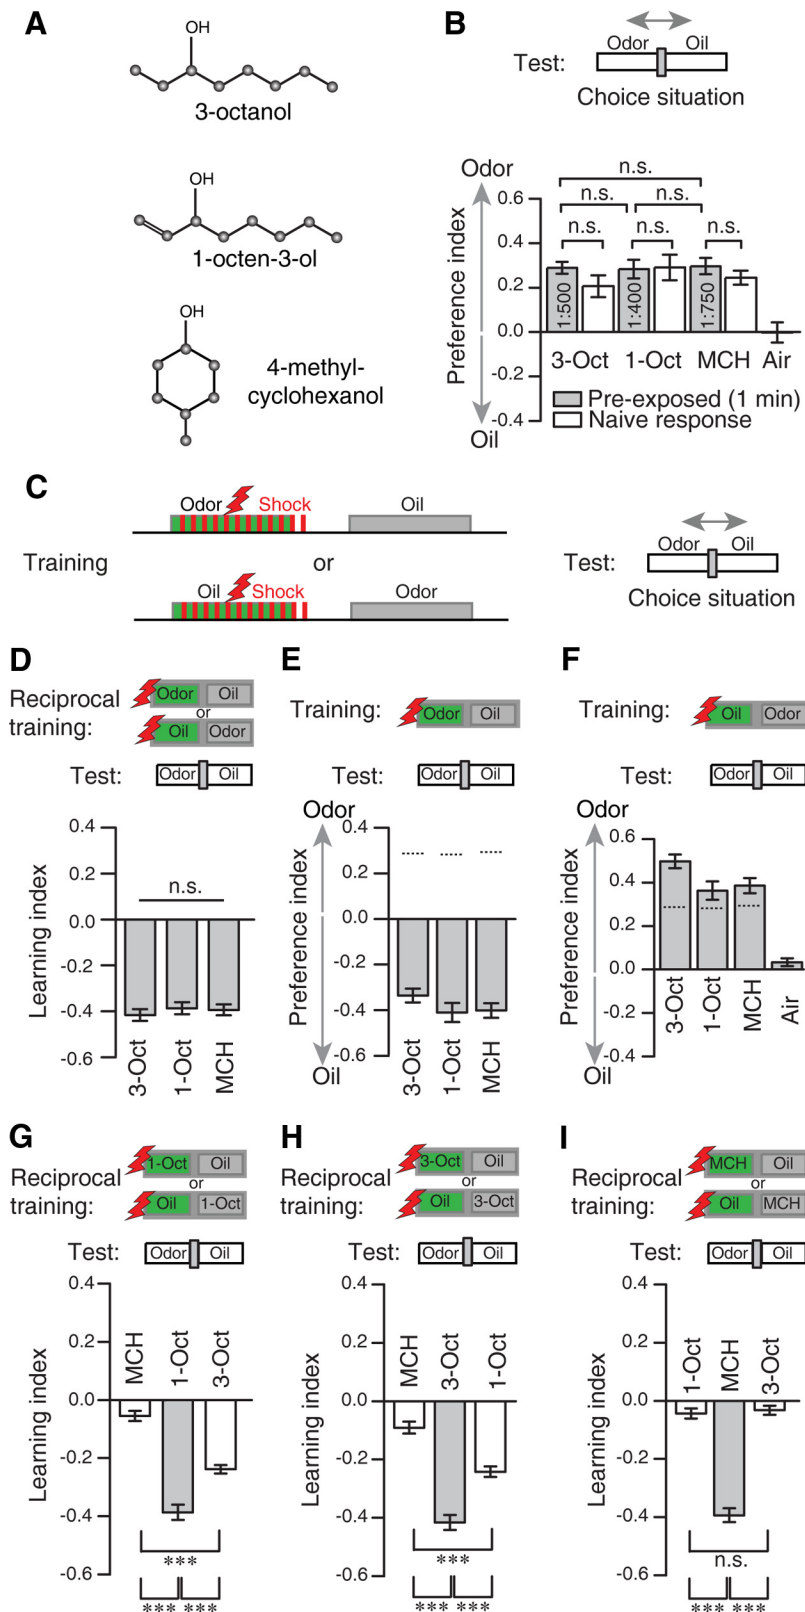 A
OH
3-octanol
OH
1-octen-3-ol
OH
4-methyl-
cyclohexanol
B
Test:
Odor Oil
Choice situation
Odor
Preference index
Oil
0.6
0.4
0.2
0.0
-0.2
-0.4
n.s.
n.s. n.s.
n.s. n.s. n.s.
1:500 1:400 1:750
3-Oct 1-Oct MCH Air
Pre-exposed (1 min)
Naive response
C
Training
Odor Shock Oil
or
Oil Shock Odor
Test:
Odor Oil
Choice situation
D
Reciprocal
training:
Odor Oil
or
Oil Odor
Test: Odor Oil
Learning index
0.4
0.2
0.0
-0.2
-0.4
-0.6
n.s.
3-Oct 1-Oct MCH
E
Training: Odor Oil
Test: Odor Oil
Odor
Preference index
Oil
0.4
0.2
0.0
-0.2
-0.4
-0.6
3-Oct 1-Oct MCH
F
Training: Oil Odor
Test: Odor Oil
Odor
Preference index
Oil
0.6
0.4
0.2
0.0
-0.2
-0.4
3-Oct 1-Oct MCH Air
G
Reciprocal
training:
1-Oct Oil
or
Oil 1-Oct
Test: Odor Oil
Learning index
0.4
0.2
0.0
-0.2
-0.4
-0.6
MCH 1-Oct 3-Oct
***
*** ***
H
Reciprocal
training:
3-Oct Oil
or
Oil 3-Oct
Test: Odor Oil
Learning index
0.4
0.2
0.0
-0.2
-0.4
-0.6
MCH 3-Oct 1-Oct
***
*** ***
I
Reciprocal
training:
MCH Oil
or
Oil MCH
Test: Odor Oil
Learning index
0.4
0.2
0.0
-0.2
-0.4
-0.6
1-Oct MCH 3-Oct
n.s.
*** ***